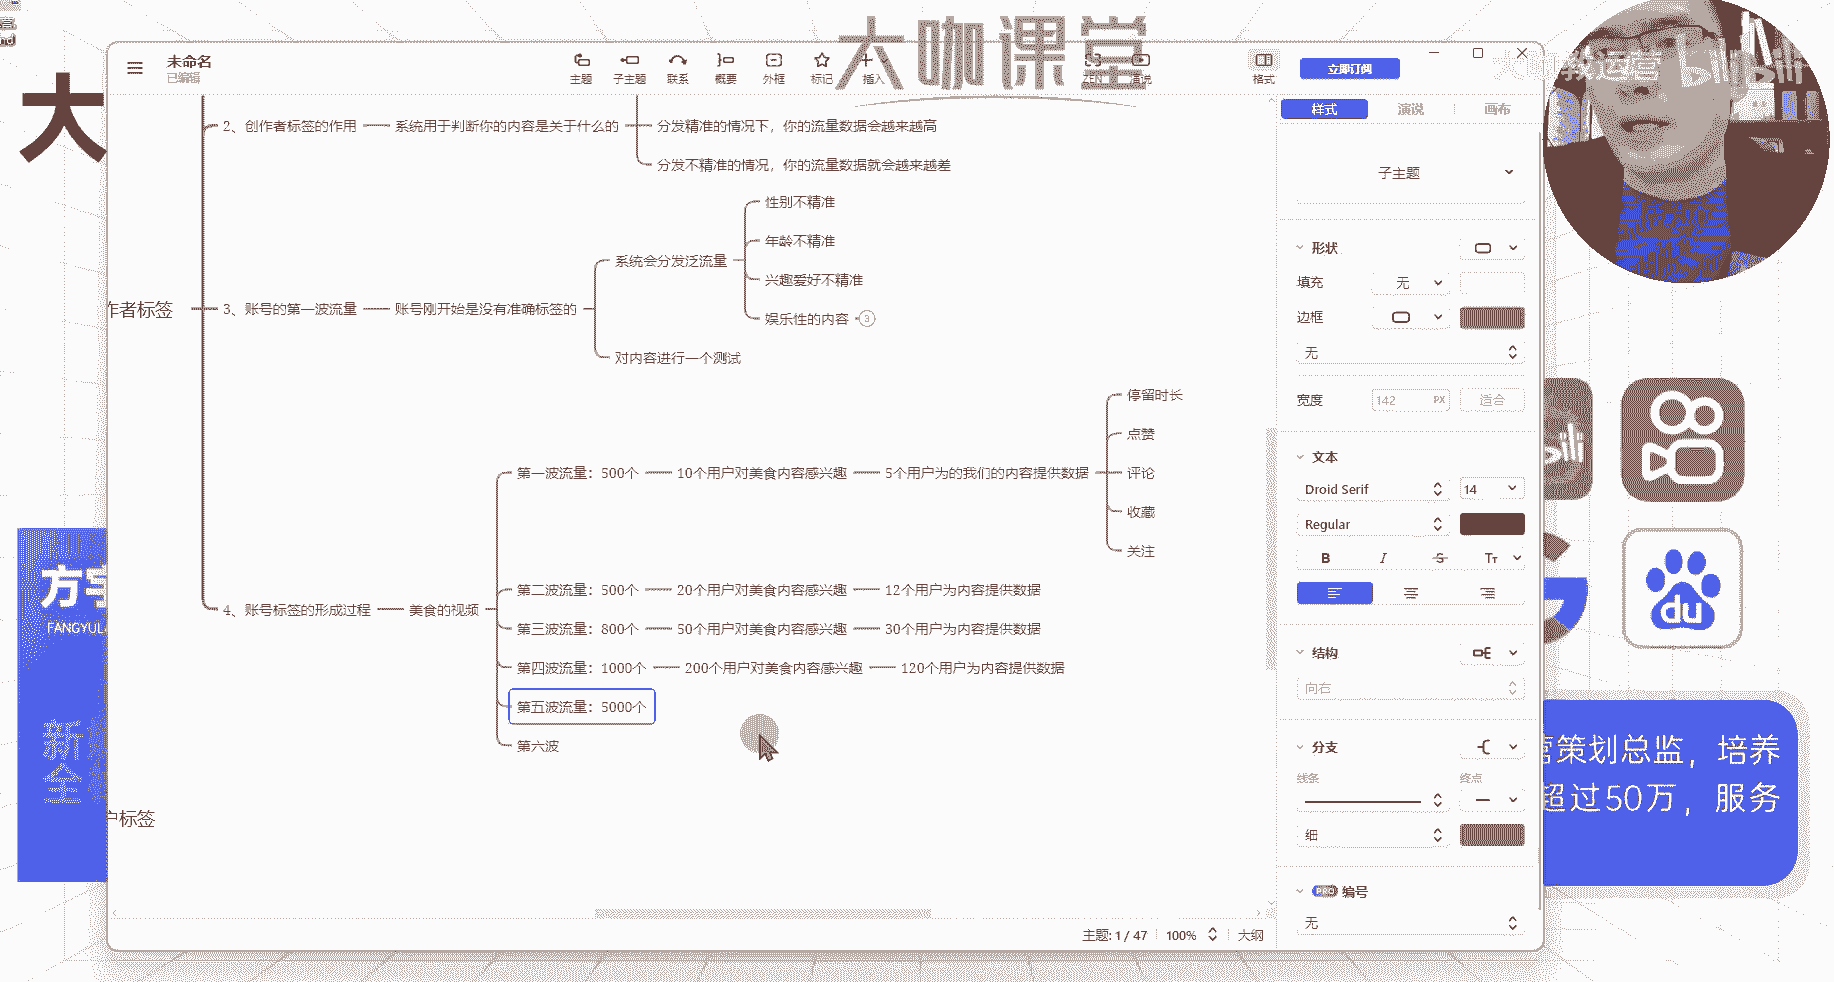 大咖课堂
大
未命名
已编辑
主题
子主题
联系
概要
外框
标记
插入
ZEN
演说
格式
立即订阅
教运营
bilibili
样式
演说
画布
2、创作者标签的作用
系统用于判断你的内容是关于什么的
分发精准的情况下，你的流量数据会越来越高
分发不精准的情况，你的流量数据就会越来越差
性别不精准
年龄不精准
兴趣爱好不精准
娱乐性的内容
3
系统会分发泛流量
对内容进行一个测试
作者标签
3、账号的第一波流量
账号刚开始是没有准确标签的
停留时长
点赞
评论
收藏
关注
第一波流量：500个
10个用户对美食内容感兴趣
5个用户为的我们的内容提供数据
第二波流量：500个
20个用户对美食内容感兴趣
12个用户为内容提供数据
4、账号标签的形成过程
美食的视频
第三波流量：800个
50个用户对美食内容感兴趣
30个用户为内容提供数据
第四波流量：1000个
200个用户对美食内容感兴趣
120个用户为内容提供数据
第五波流量：5000个
第六波
户标签
子主题
形状
填充
无
边框
无
宽度
142
PX
适合
文本
Droid Serif
14
Regular
B
I
S
Tт
结构
向右
分支
线条
终点
细
PRO
编号
无
主题: 1 / 47
100%
大纲
方宇
FANGYUL
新
全
ili
du
营策划总监，培养
超过50万，服务